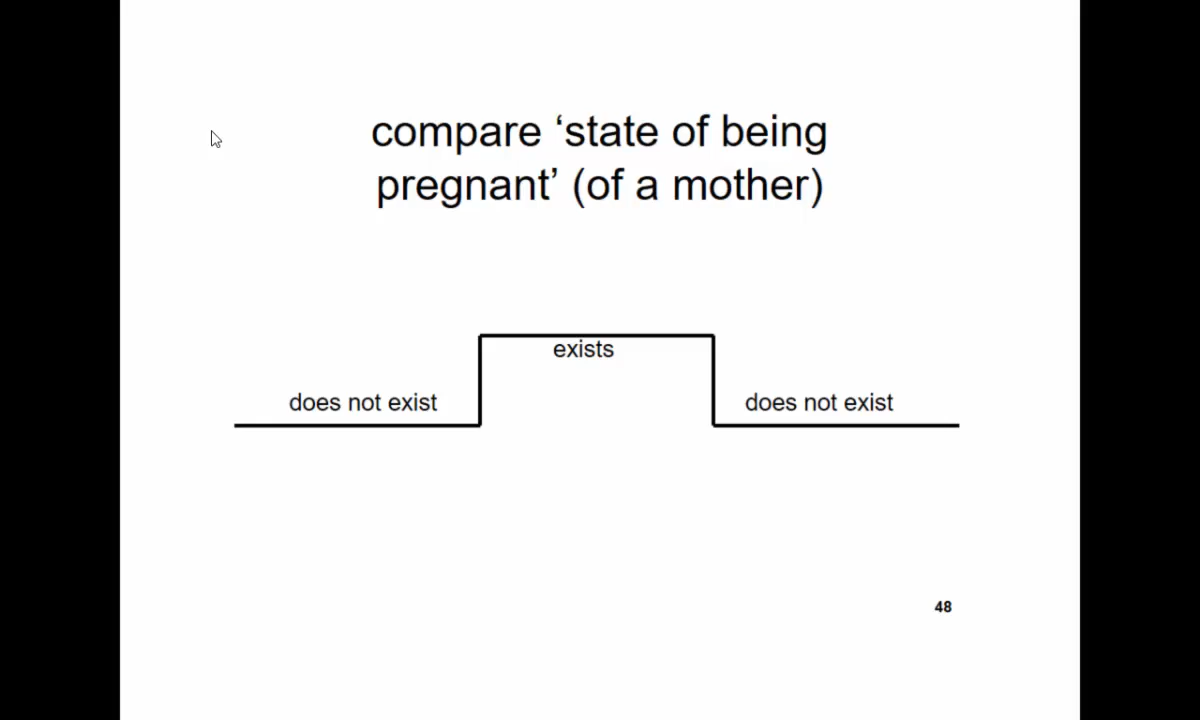 compare ‘state of being
pregnant’ (of a mother)
exists
does not exist
does not exist
48